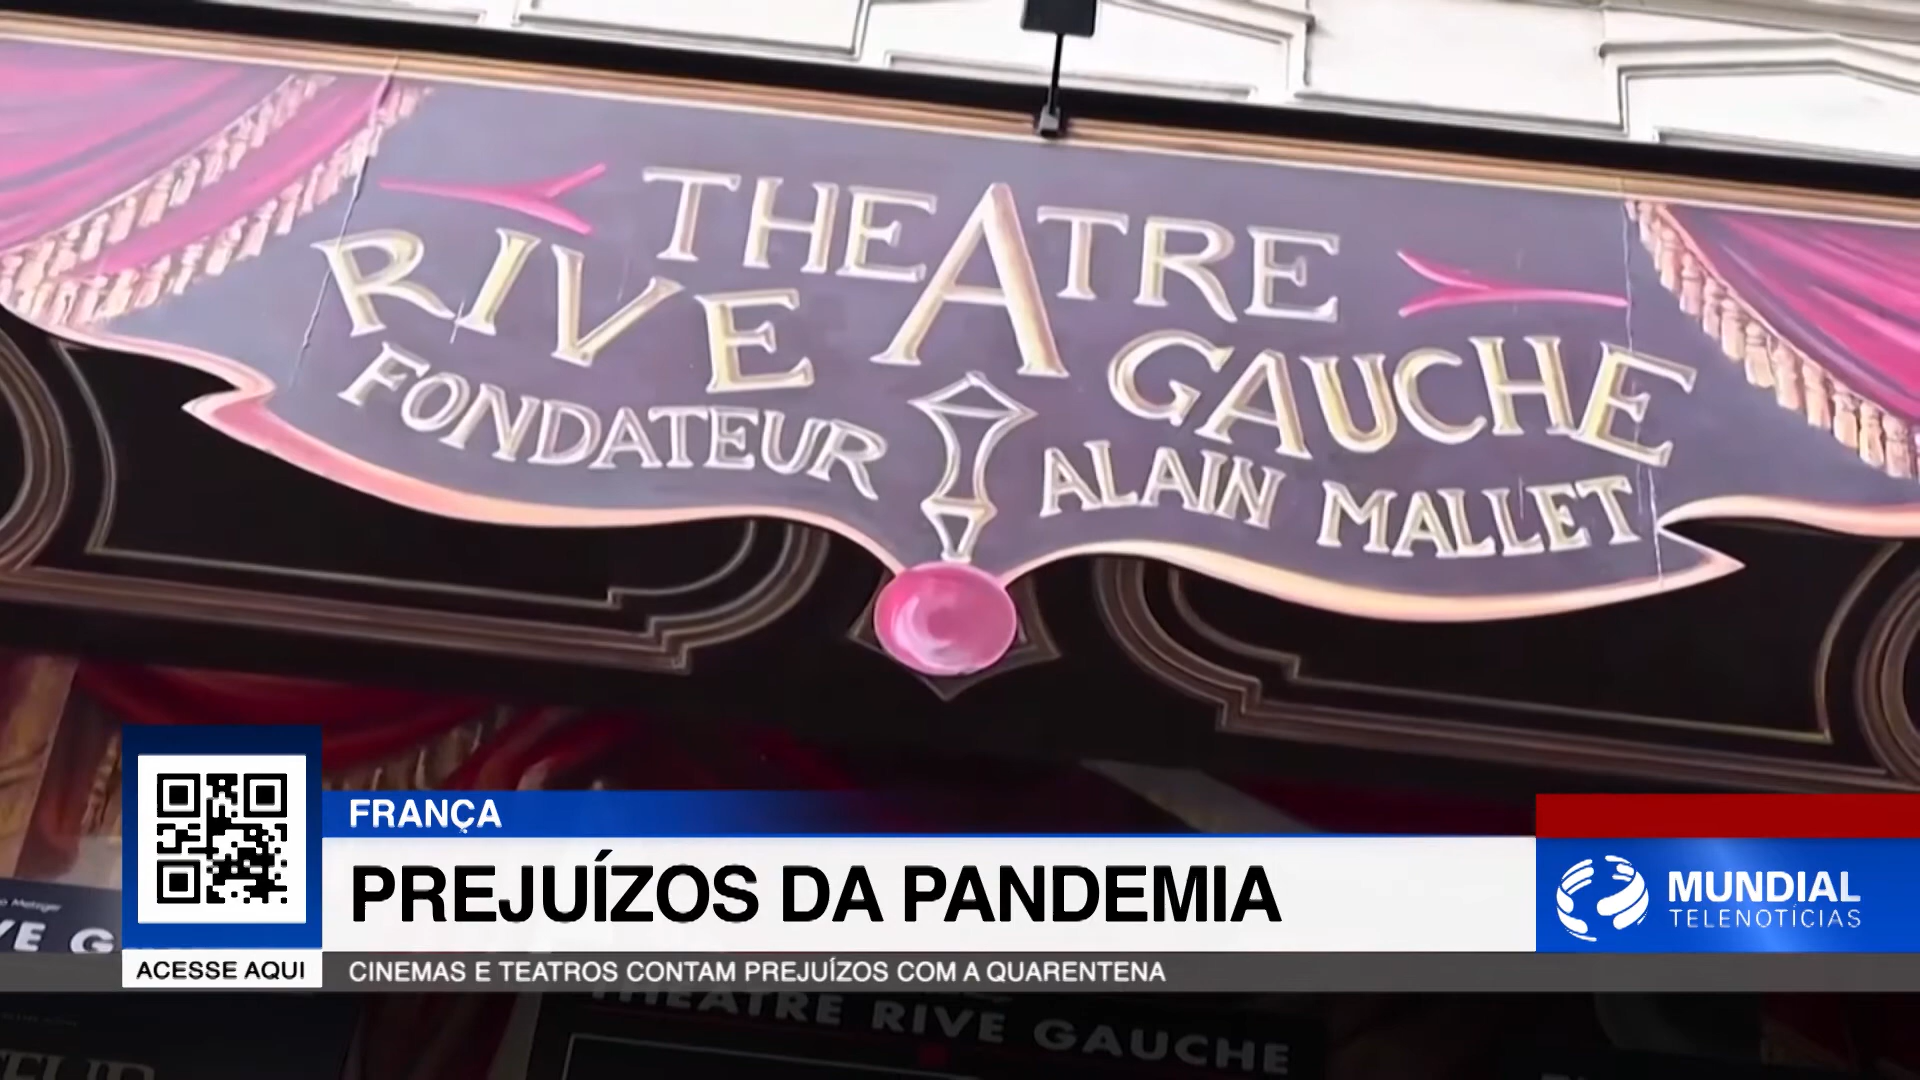 THEATRE
RIVE GAUCHE
FONDATEUR ALAIN MALLET
FRANÇA
PREJUÍZOS DA PANDEMIA
MUNDIAL
TELENOTÍCIAS
ACESSE AQUI
CINEMAS E TEATROS CONTAM PREJUÍZOS COM A QUARENTENA
THEATRE RIVE GAUCHE